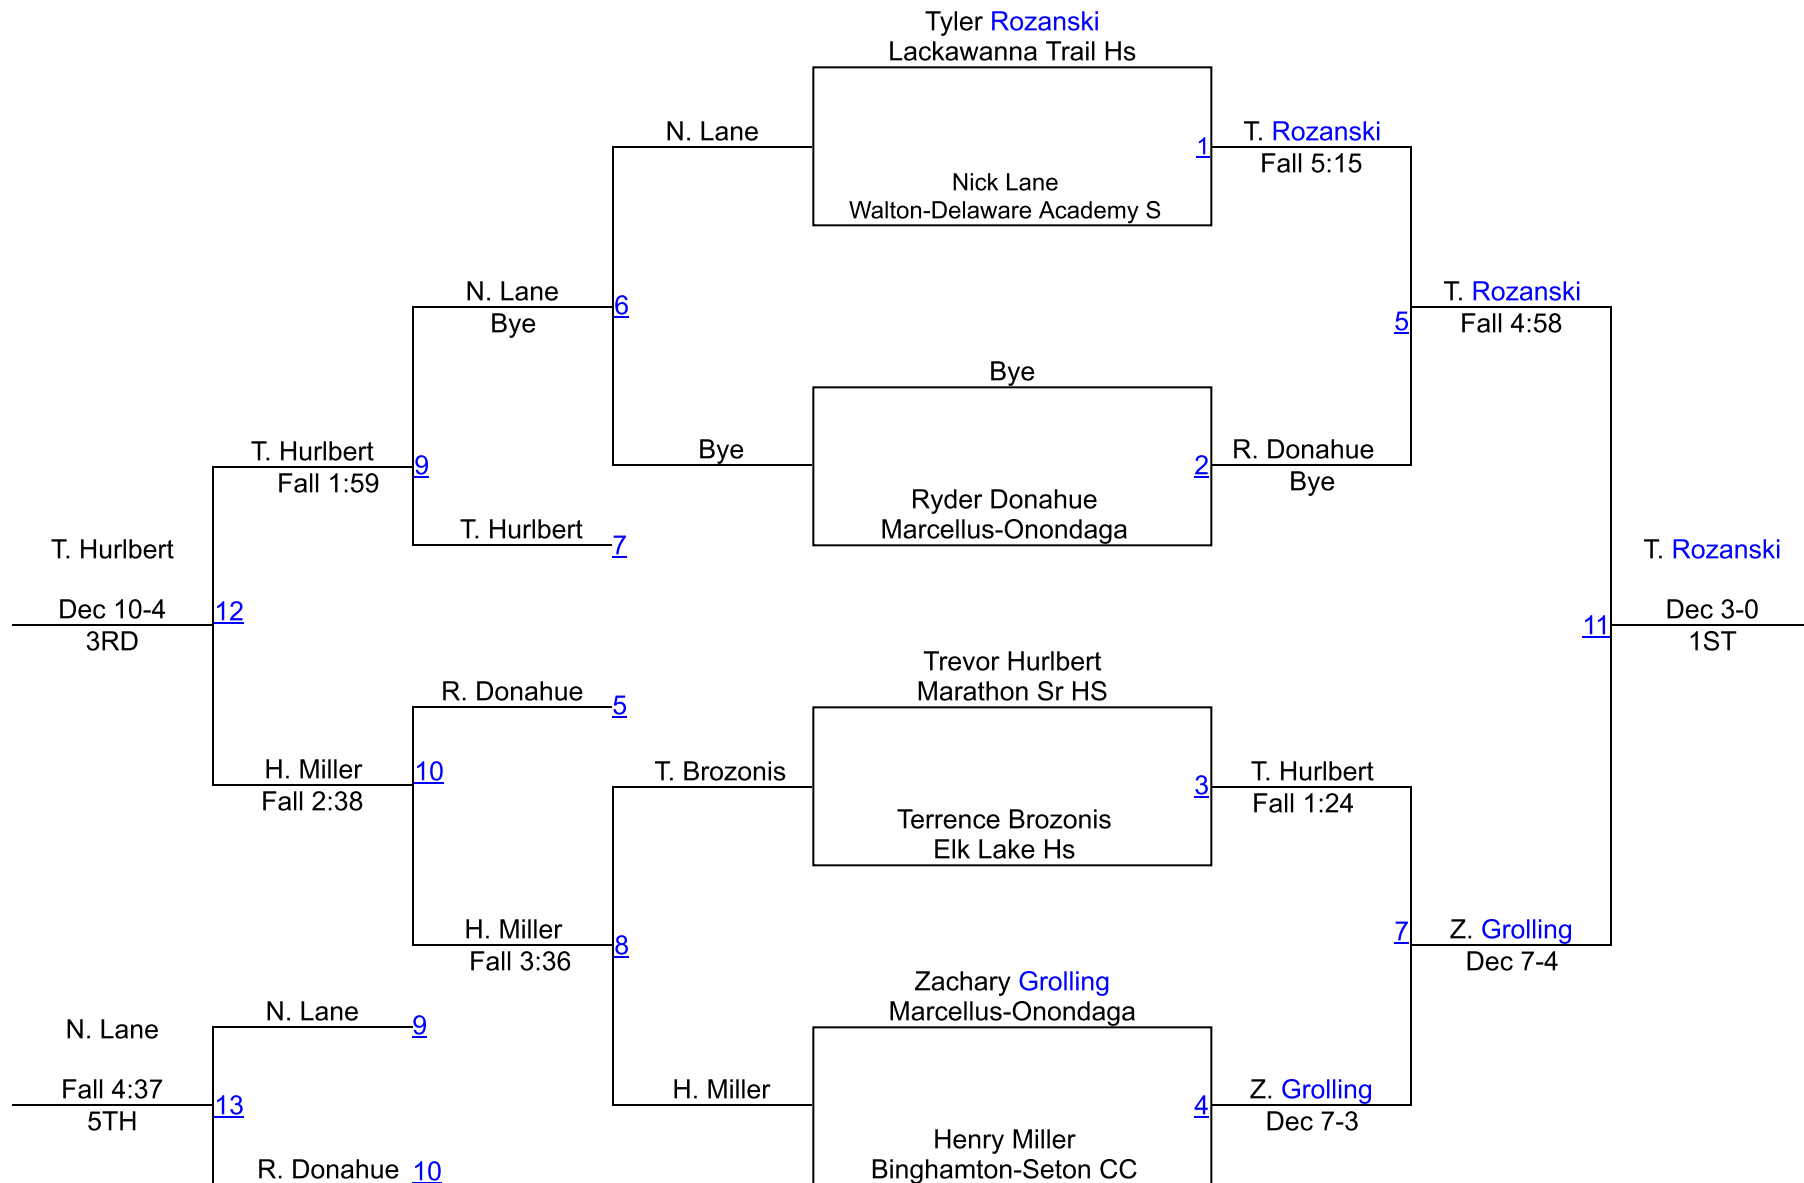 Tyler Rozanski
Lackawanna Trail Hs
N. Lane
1
T. Rozanski
Fall 5:15
Nick Lane
Walton-Delaware Academy S
N. Lane
Bye
6
T. Rozanski
Fall 4:58
5
Bye
T. Hurlbert
Fall 1:59
9
Bye
2
R. Donahue
Bye
Ryder Donahue
Marcellus-Onondaga
T. Hurlbert
7
T. Hurlbert
Dec 10-4
3RD
12
T. Rozanski
Dec 3-0
1ST
11
Trevor Hurlbert
Marathon Sr HS
R. Donahue
5
H. Miller
Fall 2:38
10
T. Brozonis
3
T. Hurlbert
Fall 1:24
Terrence Brozonis
Elk Lake Hs
H. Miller
Fall 3:36
8
7
Z. Grolling
Dec 7-4
Zachary Grolling
Marcellus-Onondaga
N. Lane
9
N. Lane
Fall 4:37
5TH
13
H. Miller
4
Z. Grolling
Dec 7-3
Henry Miller
Binghamton-Seton CC
R. Donahue 10